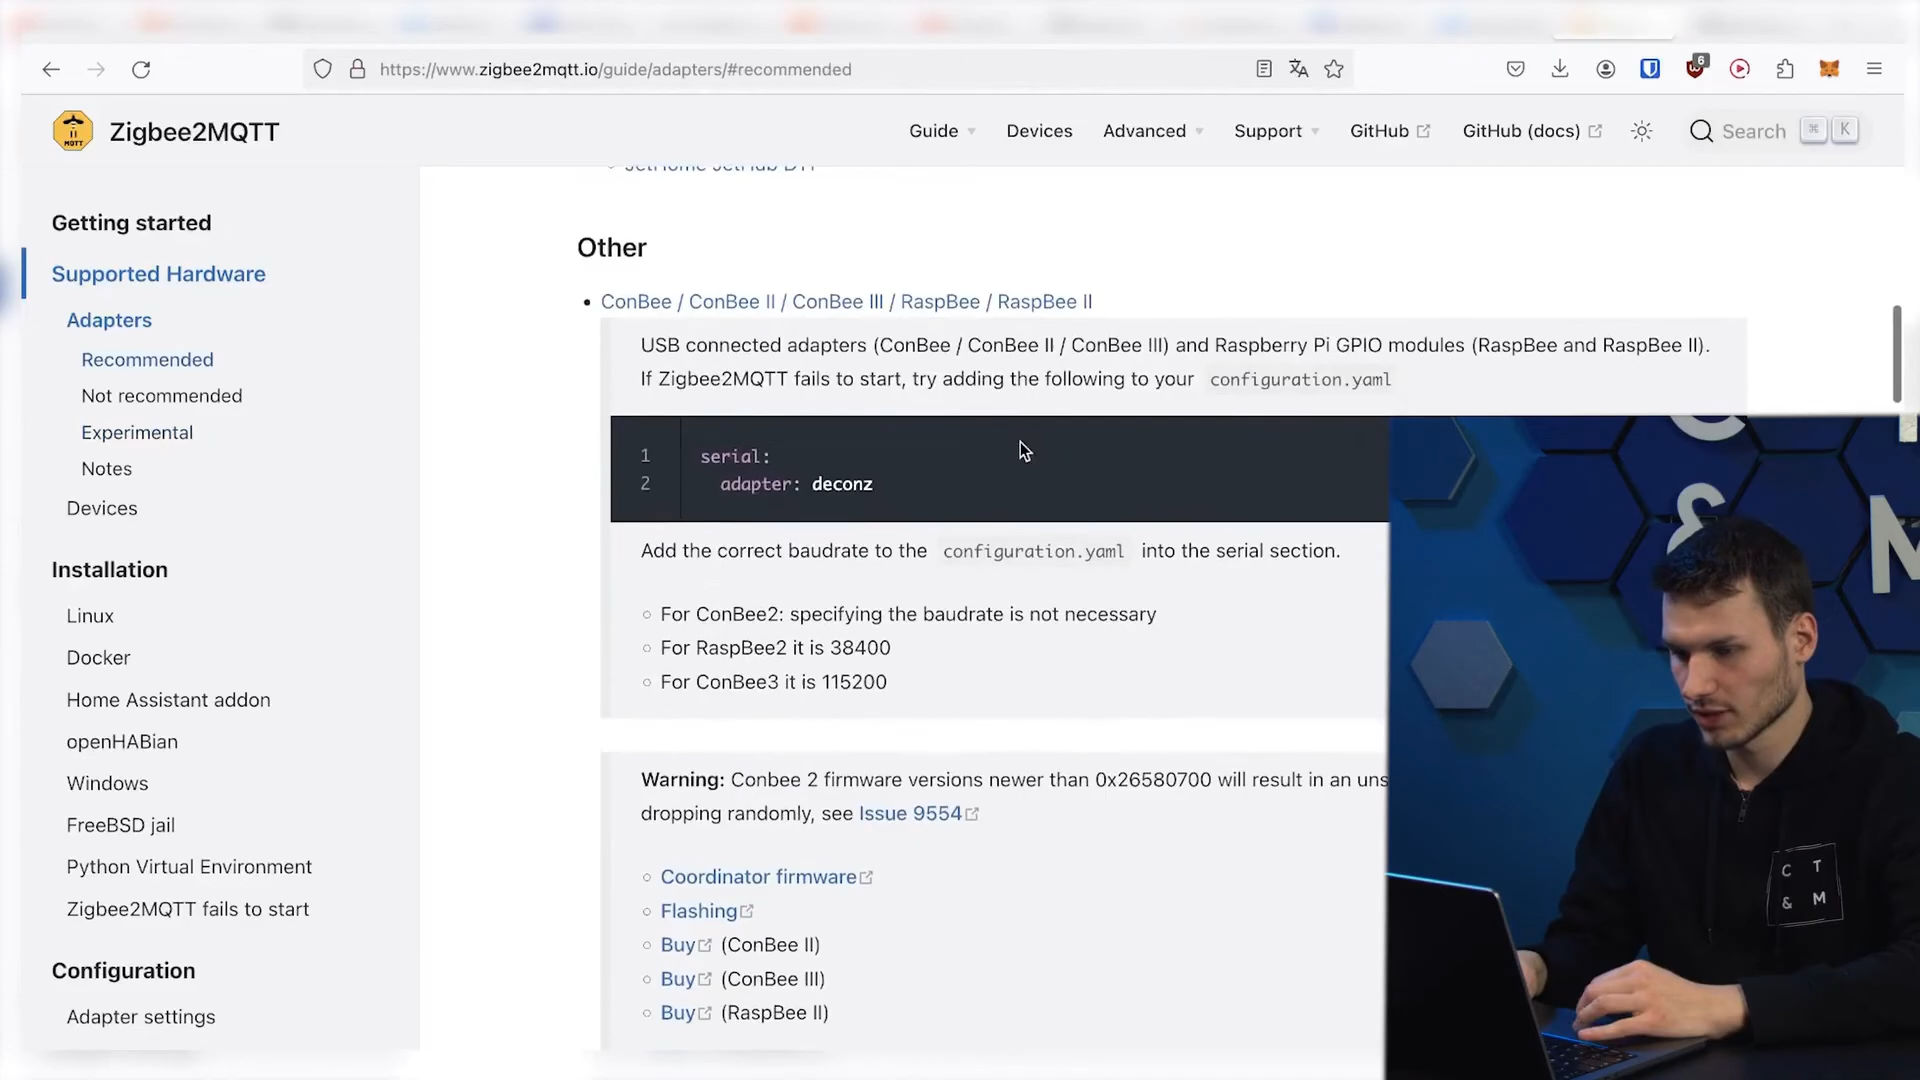 https://www.zigbee2mqtt.io/guide/adapters/#recommended
6
MQTT
Zigbee2MQTT
Guide
Devices
Advanced
Support
GitHub
GitHub (docs)
Search
⌘ K
Getting started
Supported Hardware
Adapters
Recommended
Not recommended
Experimental
Notes
Devices
Installation
Linux
Docker
Home Assistant addon
openHABian
Windows
FreeBSD jail
Python Virtual Environment
Zigbee2MQTT fails to start
Configuration
Adapter settings
JetHome JetHub D1+
Other
ConBee / ConBee II / ConBee III / RaspBee / RaspBee II
USB connected adapters (ConBee / ConBee II / ConBee III) and Raspberry Pi GPIO modules (RaspBee and RaspBee II).
If Zigbee2MQTT fails to start, try adding the following to your configuration.yaml
1 serial:
2 adapter: deconz
Add the correct baudrate to the configuration.yaml into the serial section.
For ConBee2: specifying the baudrate is not necessary
For RaspBee2 it is 38400
For ConBee3 it is 115200
Warning: Conbee 2 firmware versions newer than 0x26580700 will result in an uns
dropping randomly, see Issue 9554
Coordinator firmware
Flashing
Buy (ConBee II)
Buy (ConBee III)
Buy (RaspBee II)
C T
& M
& M